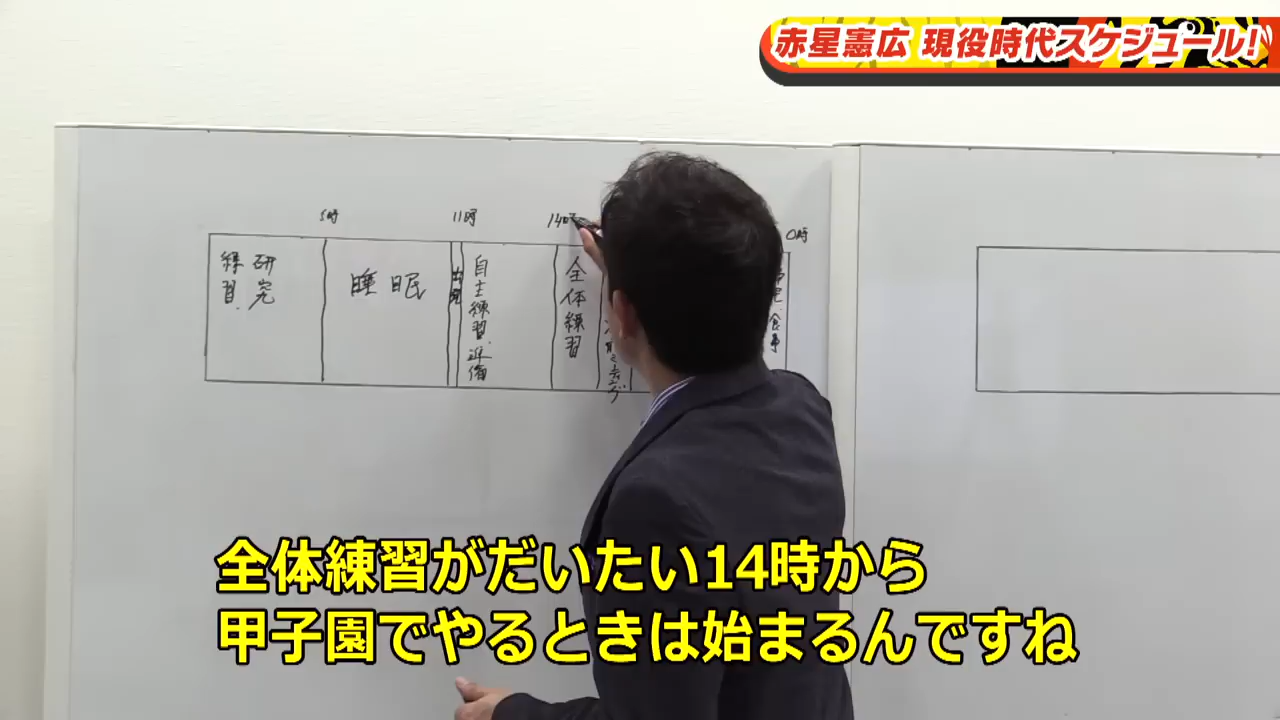 赤星憲広 現役時代スケジュール!
5時
11時
14時
0時
研究
練習、
睡眠
出発
自主練習、準備
全体練習
食事
全体練習がだいたい14時から
甲子園でやるときは始まるんですね